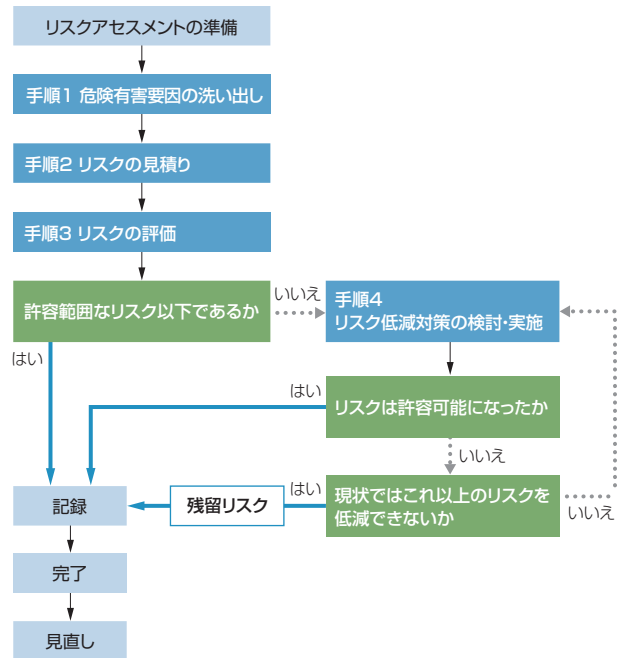 リスクアセスメントの準備
手順1 危険有害要因の洗い出し
手順2 リスクの見積り
手順3 リスクの評価
許容範囲なリスク以下であるか
いいえ
手順4
リスク低減対策の検討・実施
はい
はい
リスクは許容可能になったか
いいえ
記録
残留リスク
はい
現状ではこれ以上のリスクを
低減できないか
いいえ
完了
見直し